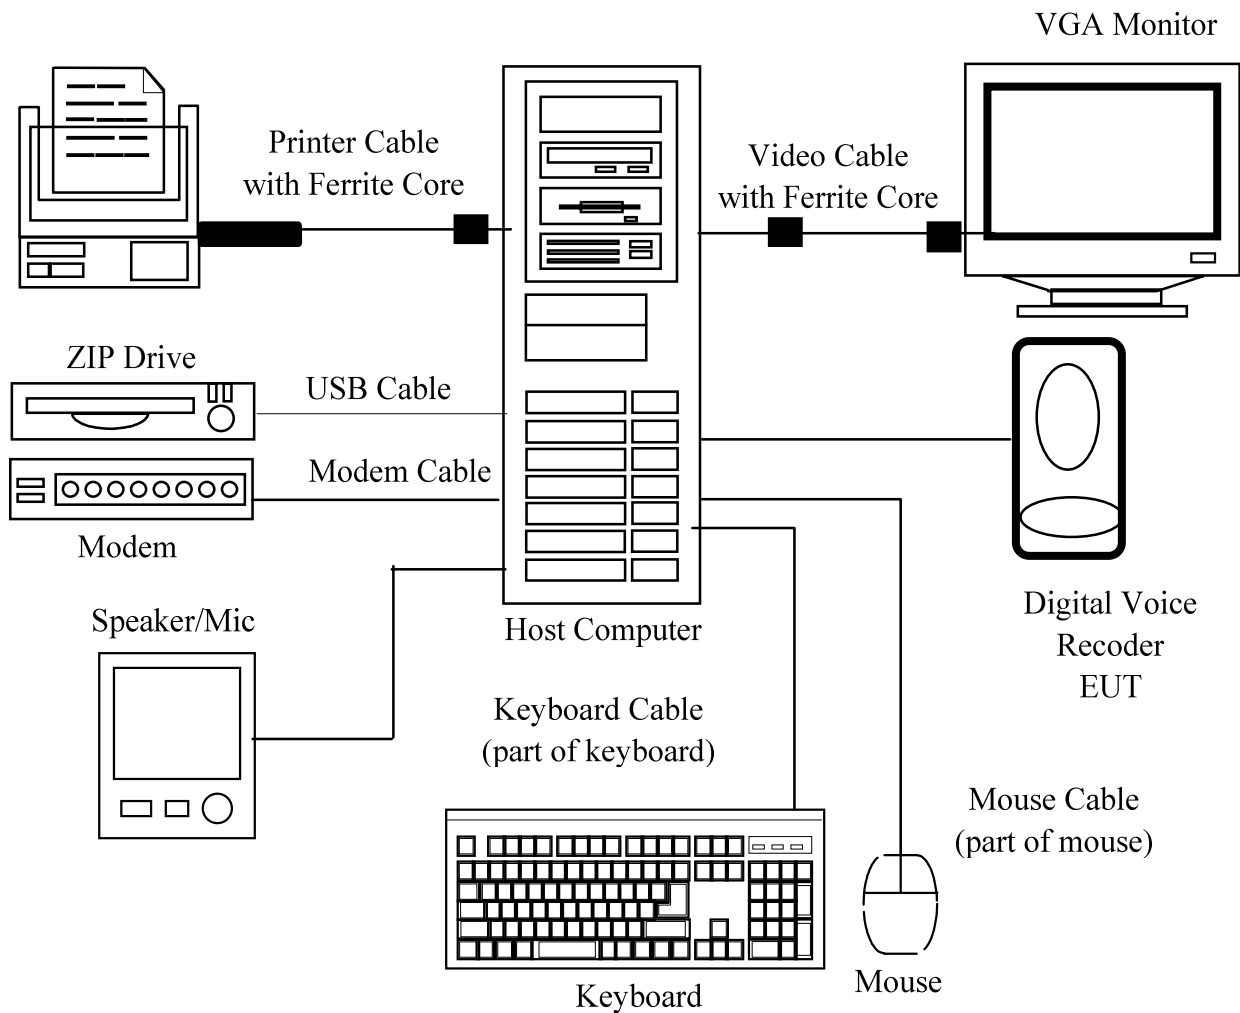 VGA Monitor
Printer Cable
with Ferrite Core
Video Cable
with Ferrite Core
ZIP Drive
USB Cable
Modem Cable
Modem
Speaker/Mic
Host Computer
Digital Voice
Recoder
EUT
Keyboard Cable
(part of keyboard)
Mouse Cable
(part of mouse)
Keyboard
Mouse